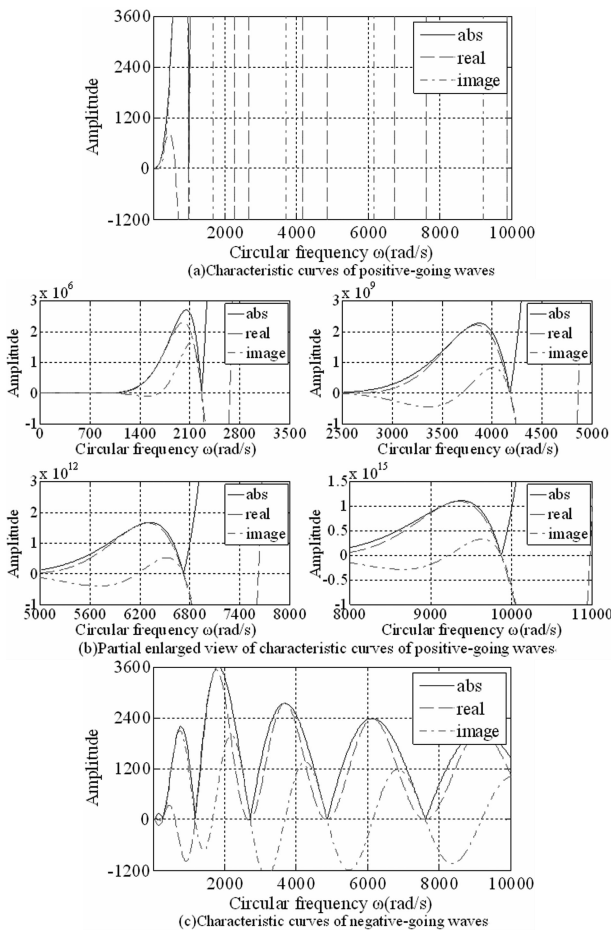 3600
2400
1200
0
-1200
Amplitude
abs
real
image
2000 4000 6000 8000 10000
Circular frequency ω(rad/s)
(a)Characteristic curves of positive-going waves
x 10^6
3
2
1
0
-1
Amplitude
abs
real
image
0 700 1400 2100 2800 3500
Circular frequency ω(rad/s)
x 10^9
3
2
1
0
-1
Amplitude
abs
real
image
2500 3000 3500 4000 4500 5000
Circular frequency ω(rad/s)
x 10^12
3
2
1
0
-1
Amplitude
abs
real
image
5000 5600 6200 6800 7400 8000
Circular frequency ω(rad/s)
x 10^15
1.5
1
0.5
0
-0.5
-1
Amplitude
abs
real
image
8000 9000 10000 11000
Circular frequency ω(rad/s)
(b)Partial enlarged view of characteristic curves of positive-going waves
3600
2400
1200
0
-1200
Amplitude
abs
real
image
2000 4000 6000 8000 10000
Circular frequency ω(rad/s)
(c)Characteristic curves of negative-going waves